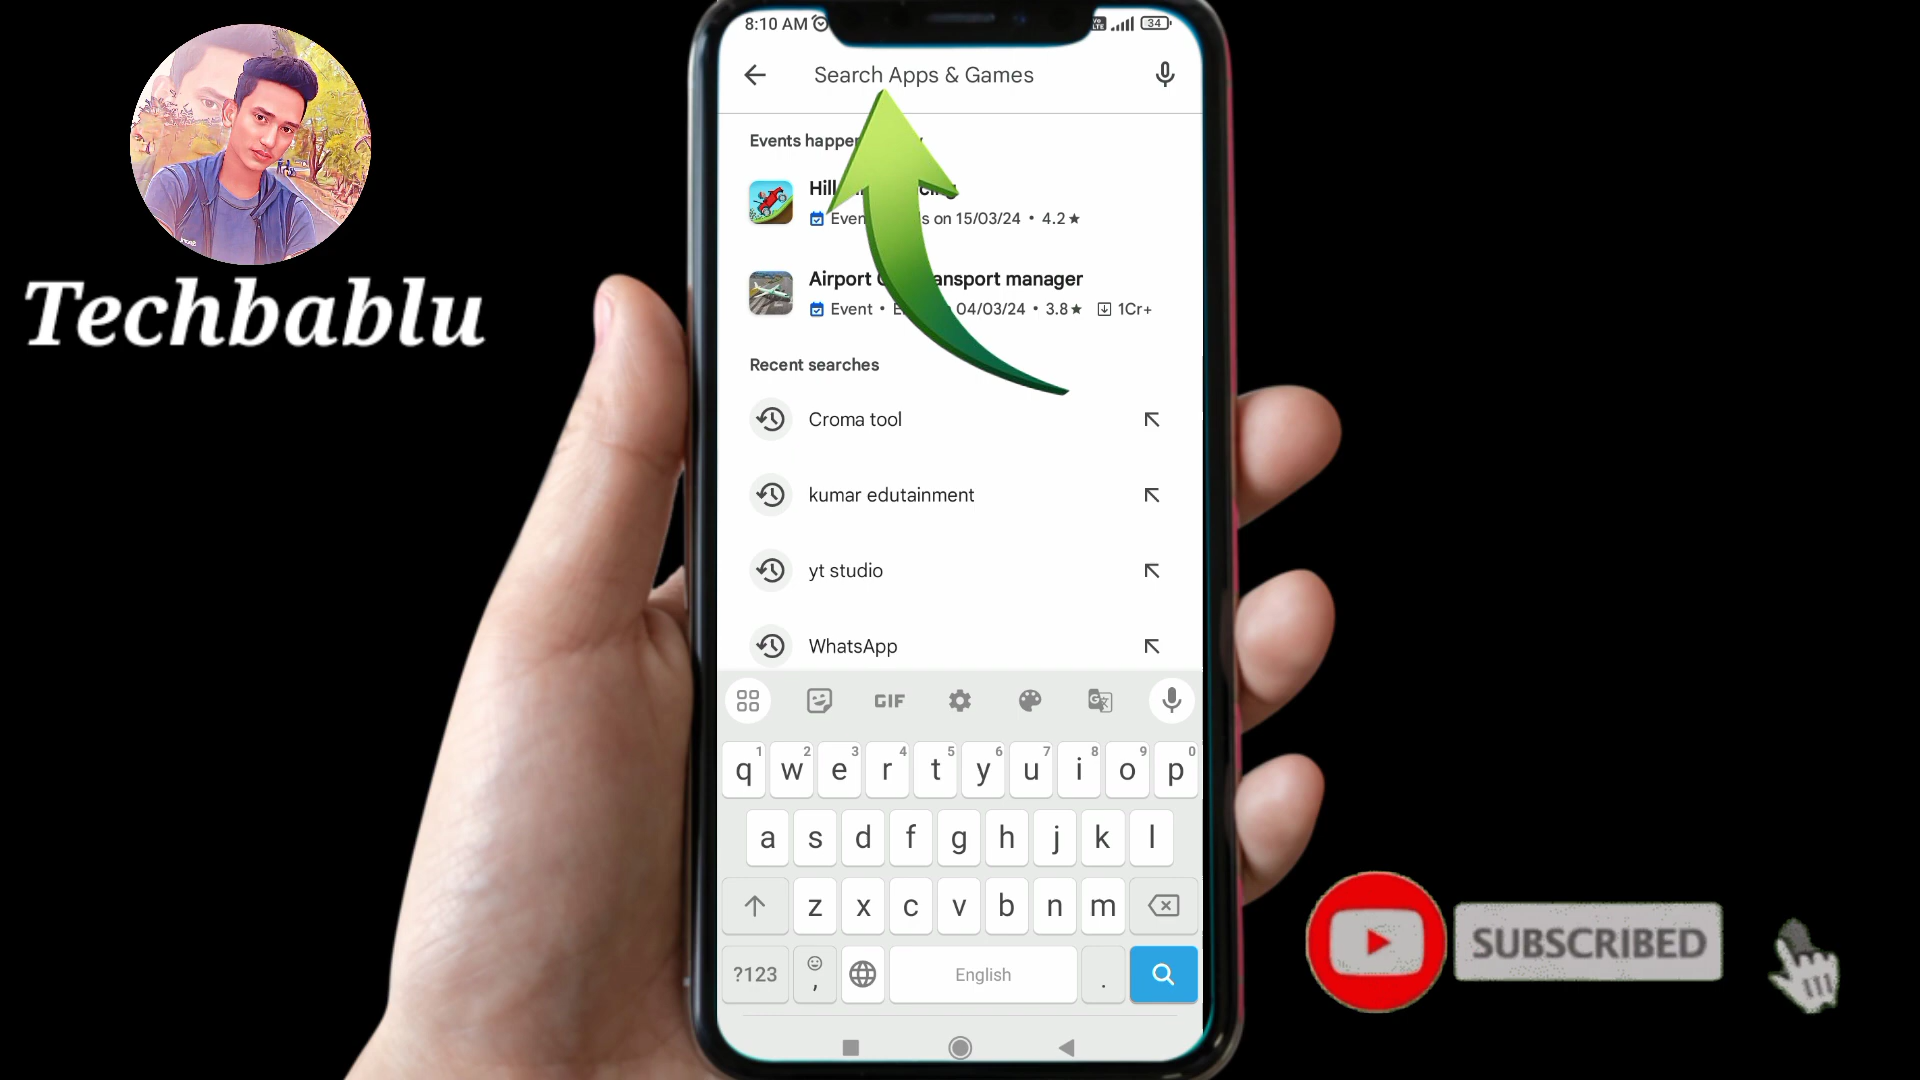 Techbablu
8:10 AM
VO LTE
34
Search Apps & Games
Events
Hill
s on 15/03/24 • 4.2★
Airport
ansport manager
Event •
04/03/24 • 3.8★ 1Cr+
Recent searches
Croma tool
kumar edutainment
yt studio
WhatsApp
GIF
1 2 3 4 5 6 7 8 9 0
q w e r t y u i o p
a s d f g h j k l
z x c v b n m
?123 , English .
SUBSCRIBED